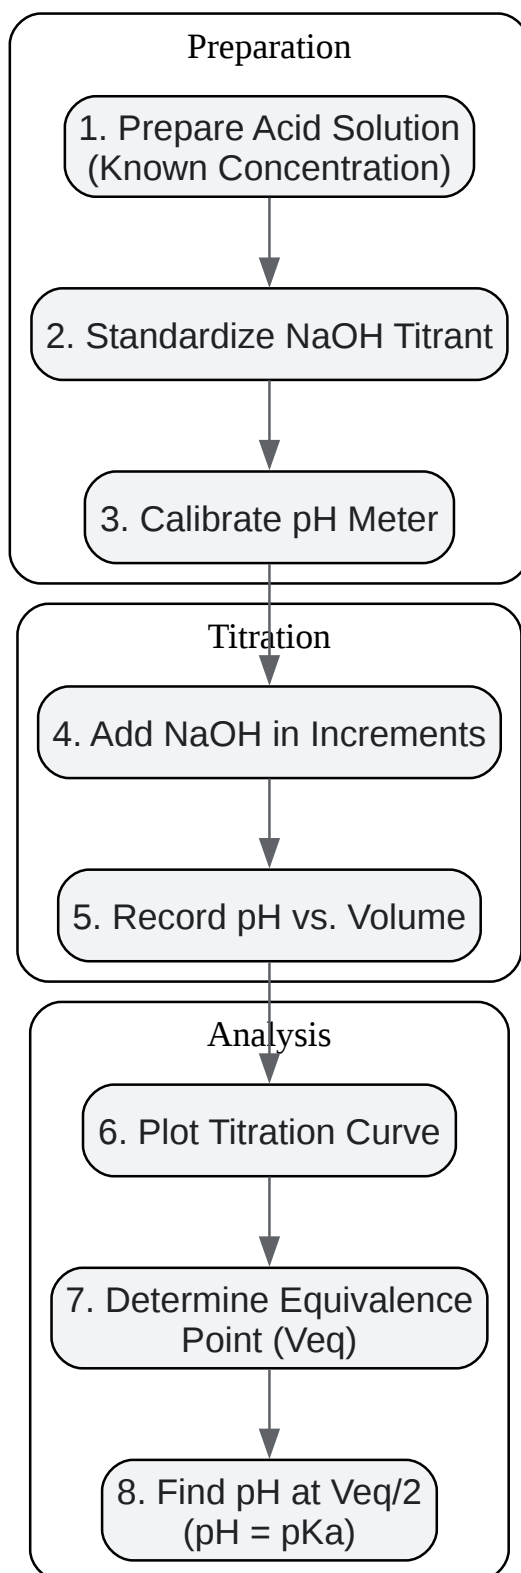 Preparation
1. Prepare Acid Solution
(Known Concentration)
2. Standardize NaOH Titrant
3. Calibrate pH Meter
Titration
4. Add NaOH in Increments
5. Record pH vs. Volume
Analysis
6. Plot Titration Curve
7. Determine Equivalence
Point (Veq)
8. Find pH at Veq/2
(pH = pKa)